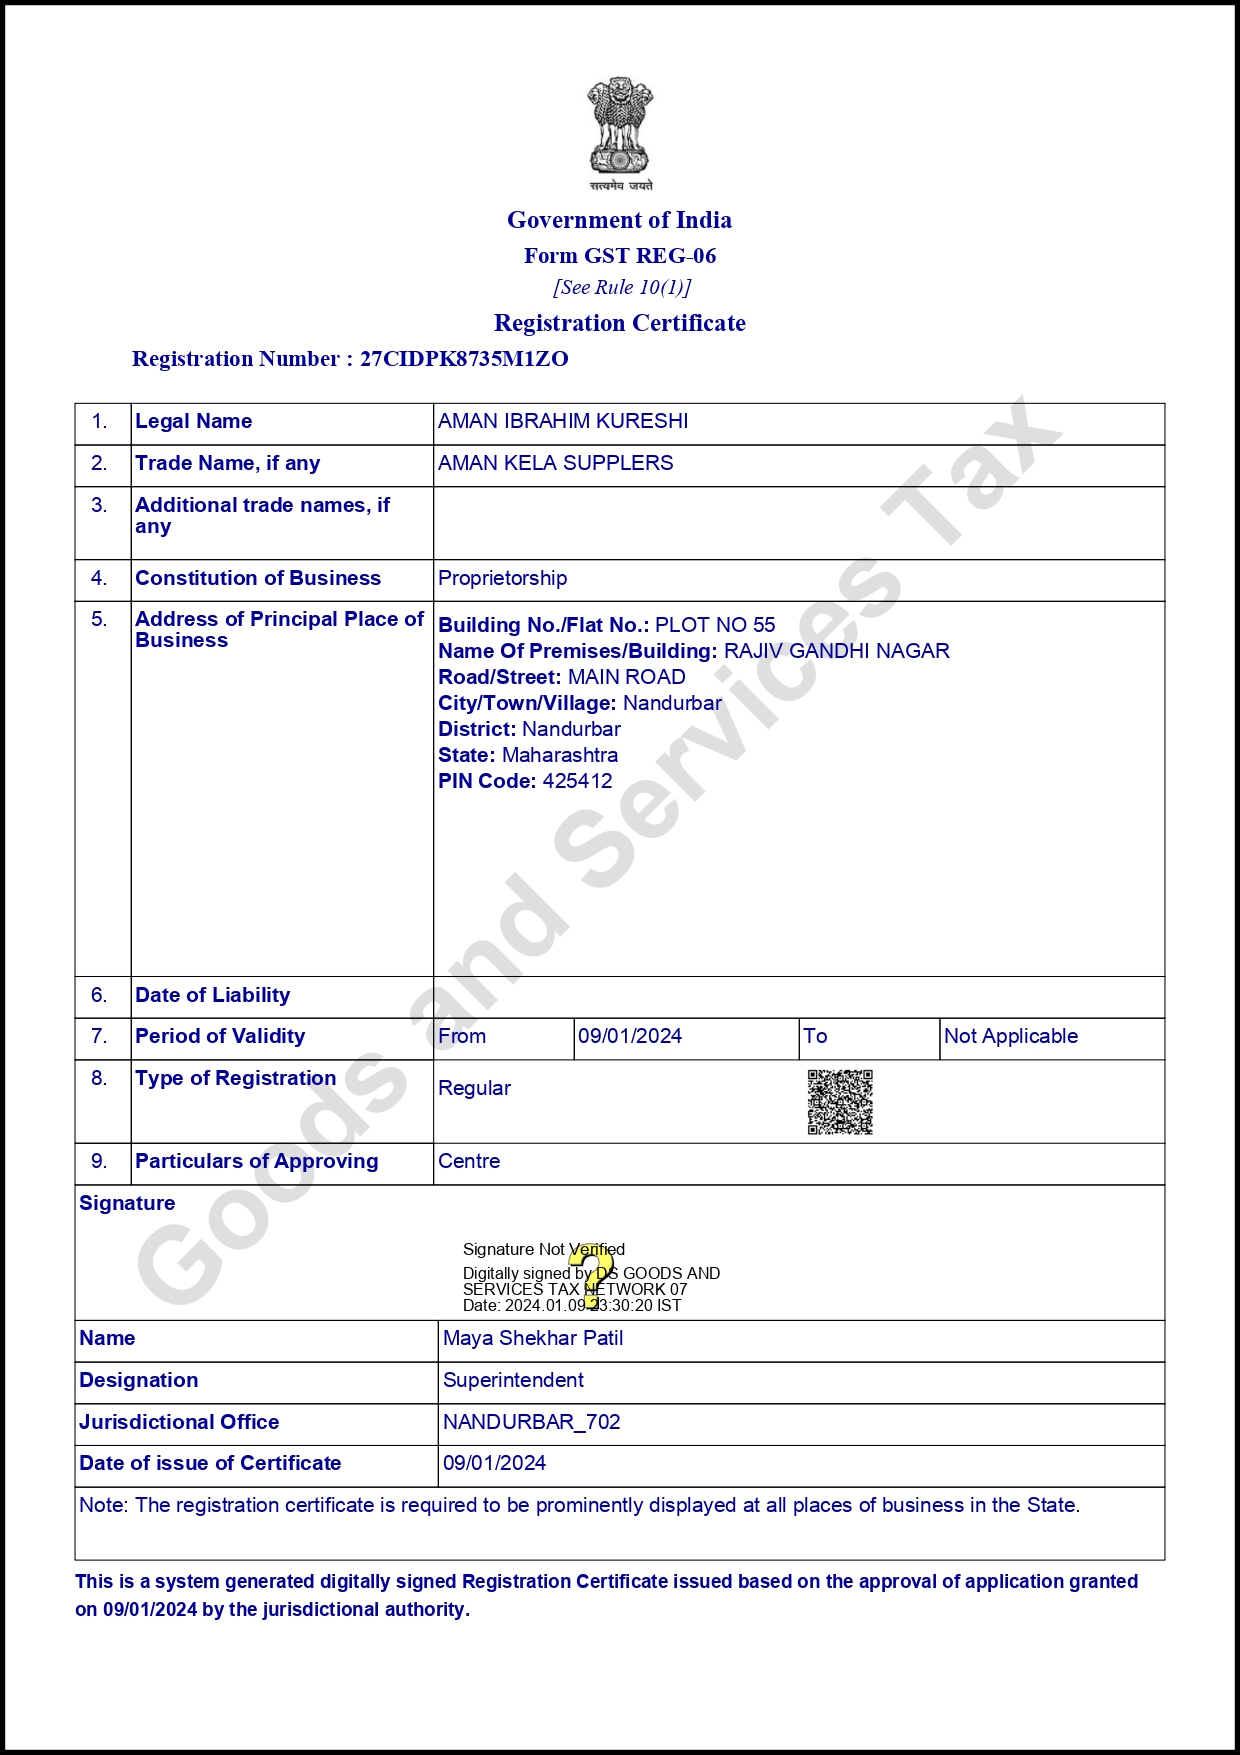 सत्यमेव जयते
Government of India
Form GST REG-06
[See Rule 10(1)]
Registration Certificate
Registration Number : 27CIDPK8735M1ZO
1. Legal Name AMAN IBRAHIM KURESHI
2. Trade Name, if any AMAN KELA SUPPLERS
3. Additional trade names, if
any
4. Constitution of Business Proprietorship
5. Address of Principal Place of
Business
Building No./Flat No.: PLOT NO 55
Name Of Premises/Building: RAJIV GANDHI NAGAR
Road/Street: MAIN ROAD
City/Town/Village: Nandurbar
District: Nandurbar
State: Maharashtra
PIN Code: 425412
6. Date of Liability
7. Period of Validity From 09/01/2024 To Not Applicable
8. Type of Registration Regular
9. Particulars of Approving Centre
Signature
Signature Not Verified
Digitally signed by DS GOODS AND
SERVICES TAX NETWORK 07
Date: 2024.01.09 23:30:20 IST
Name Maya Shekhar Patil
Designation Superintendent
Jurisdictional Office NANDURBAR_702
Date of issue of Certificate 09/01/2024
Note: The registration certificate is required to be prominently displayed at all places of business in the State.
This is a system generated digitally signed Registration Certificate issued based on the approval of application granted
on 09/01/2024 by the jurisdictional authority.
Goods and Services Tax